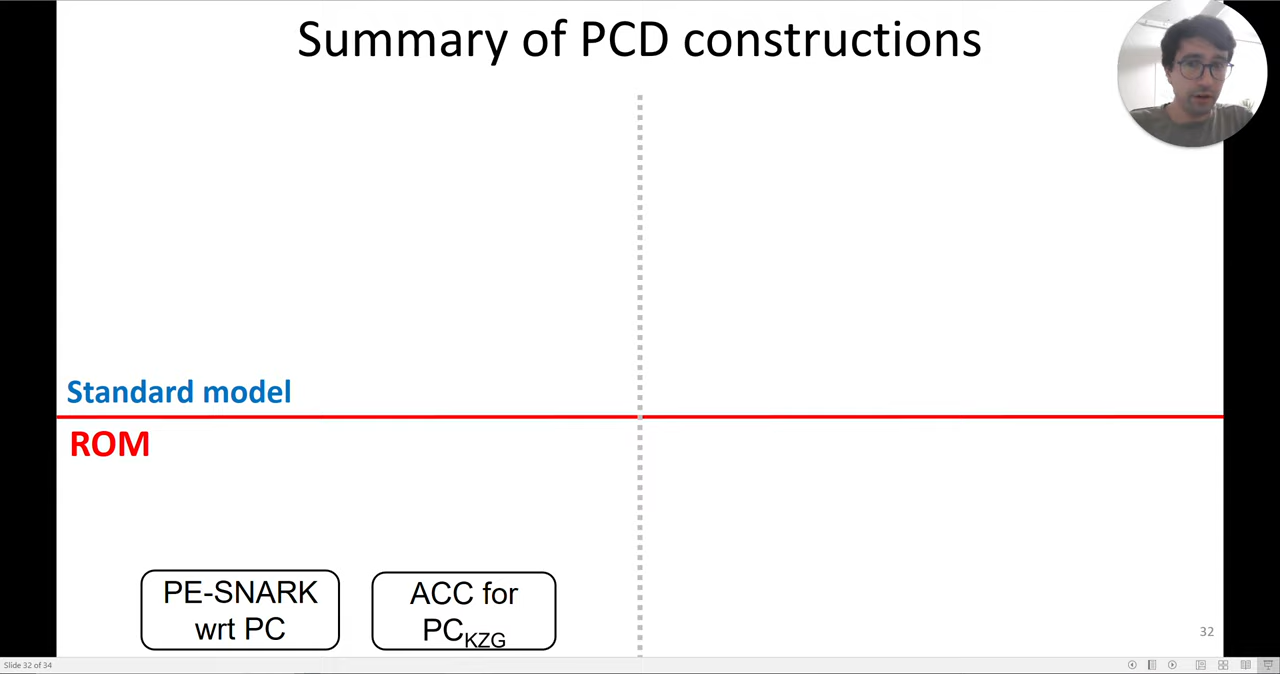 Summary of PCD constructions
Standard model
ROM
PE-SNARK
wrt PC
ACC for
PCKZG
32
Slide 32 of 34